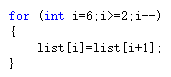 for (int i=6;i>=2;i--)
{
    list[i]=list[i+1];
}